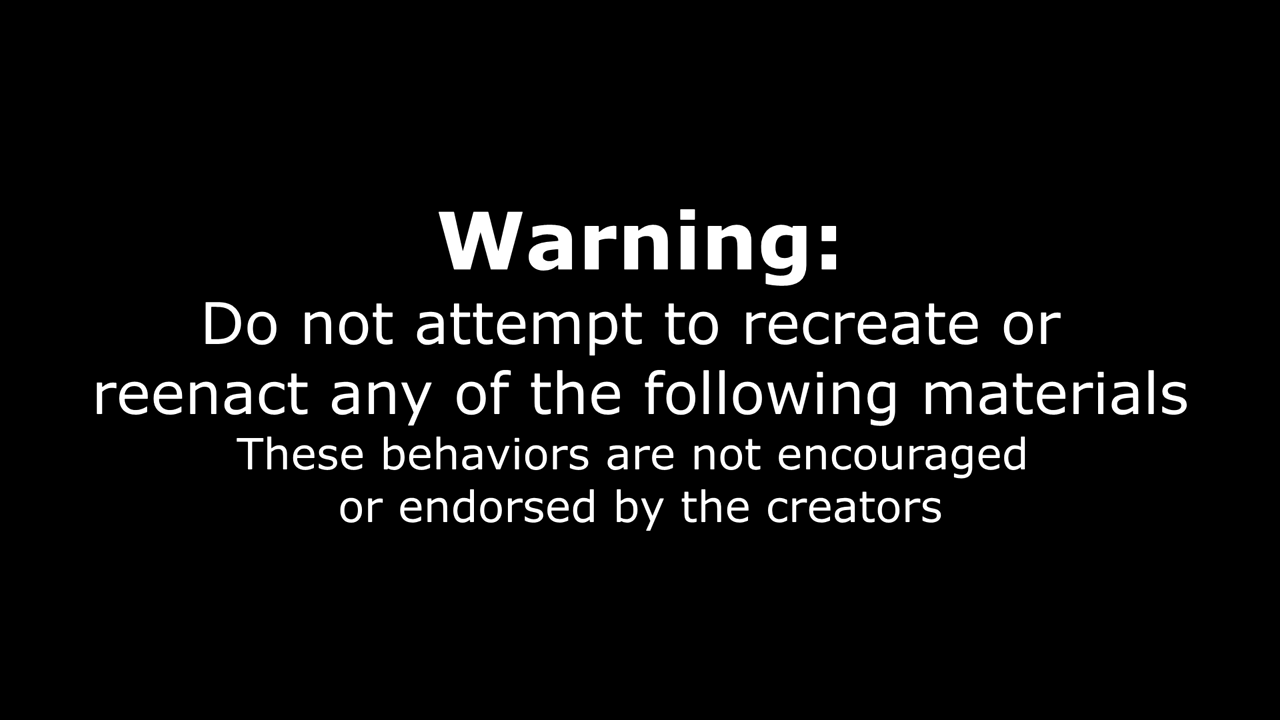 Warning:
Do not attempt to recreate or
reenact any of the following materials
These behaviors are not encouraged
or endorsed by the creators